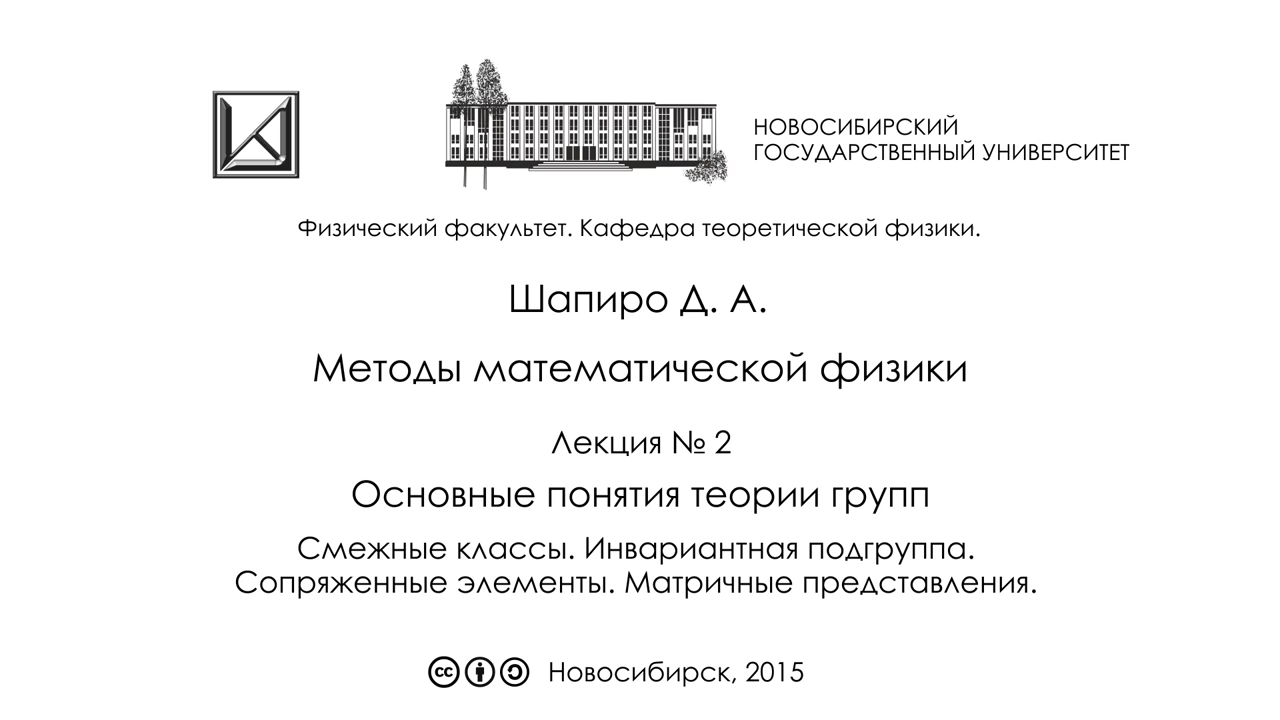 НОВОСИБИРСКИЙ
ГОСУДАРСТВЕННЫЙ УНИВЕРСИТЕТ
Физический факультет. Кафедра теоретической физики.
Шапиро Д. А.
Методы математической физики
Лекция № 2
Основные понятия теории групп
Смежные классы. Инвариантная подгруппа.
Сопряженные элементы. Матричные представления.
cc Новосибирск, 2015